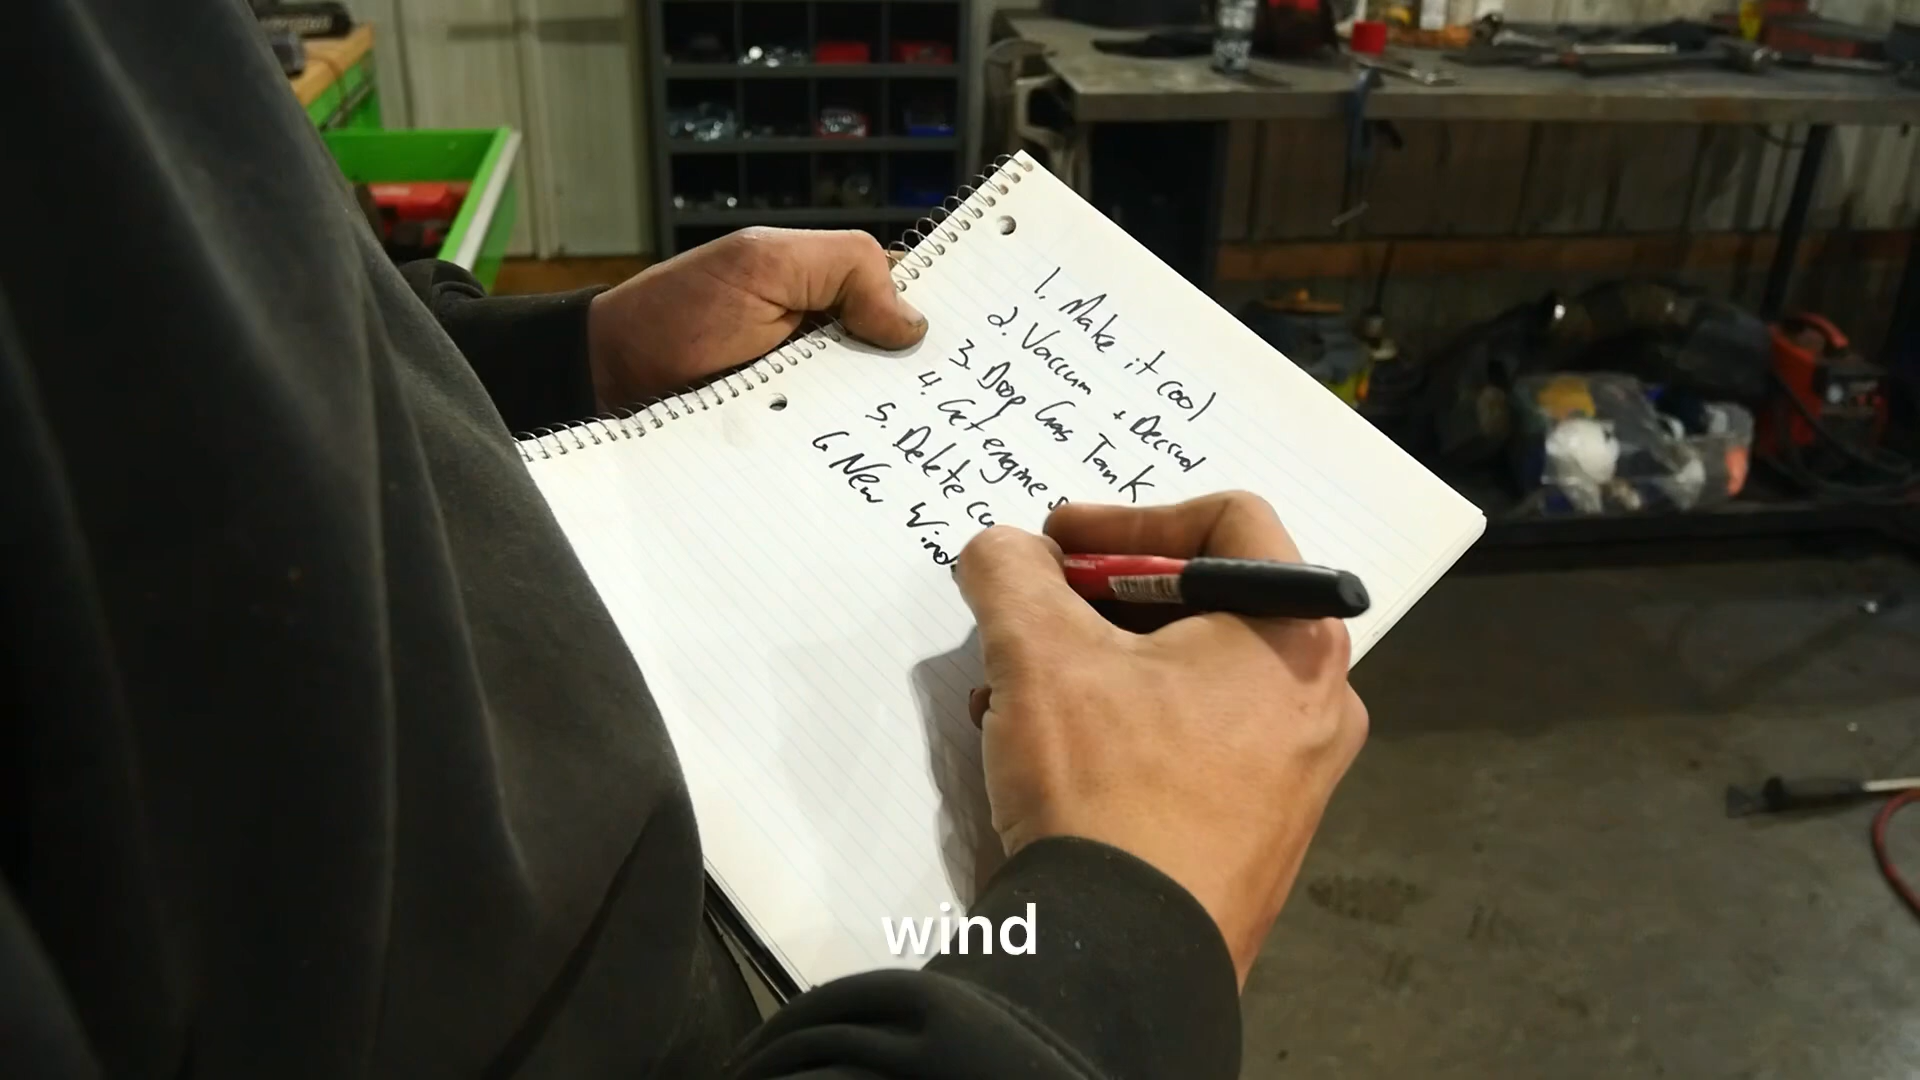 1. Make it cool
2. Vaccum + Decrud
3. Drop Gas Tank
4. Get engine
5. Delete
6. New Wind
wind